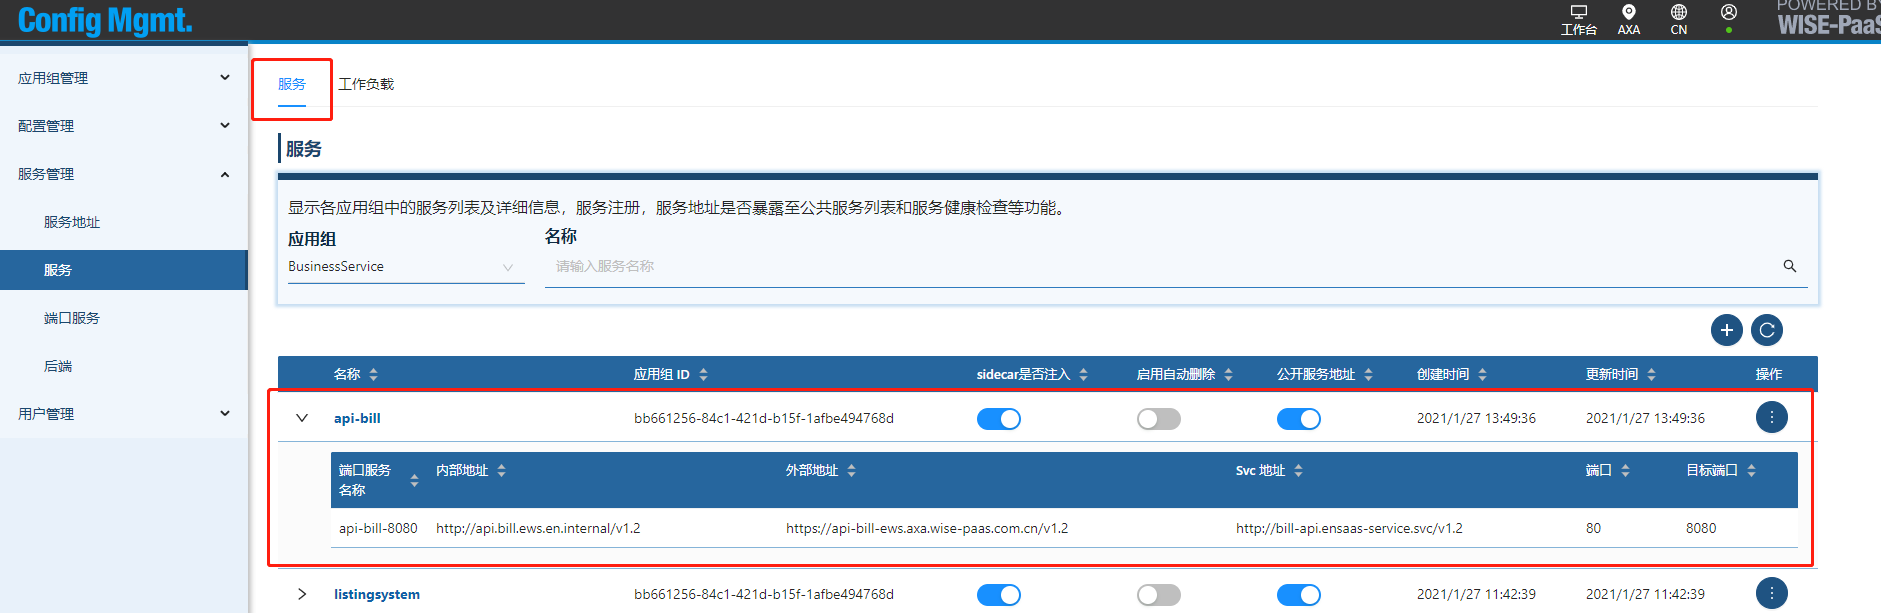 Config Mgmt.
工作台
AXA
CN
POWERED BY
WISE-PaaS
应用组管理
配置管理
服务管理
服务地址
服务
端口服务
后端
用户管理
服务 工作负载
服务
显示各应用组中的服务列表及详细信息，服务注册，服务地址是否暴露至公共服务列表和服务健康检查等功能。
应用组 名称
BusinessService 请输入服务名称
名称 应用组 ID sidecar是否注入 启用自动删除 公开服务地址 创建时间 更新时间 操作
api-bill bb661256-84c1-421d-b15f-1afbe494768d 2021/1/27 13:49:36 2021/1/27 13:49:36
端口服务名称 内部地址 外部地址 Svc 地址 端口 目标端口
api-bill-8080 http://api.bill.ews.en.internal/v1.2 https://api-bill-ews.axa.wise-paas.com.cn/v1.2 http://bill-api.ensaas-service.svc/v1.2 80 8080
listingsystem bb661256-84c1-421d-b15f-1afbe494768d 2021/1/27 11:42:39 2021/1/27 11:42:39